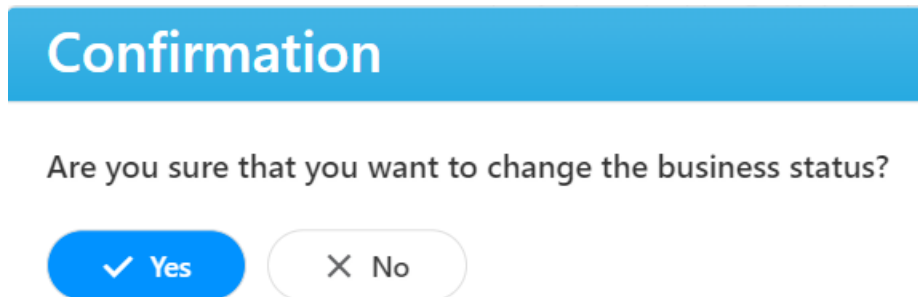 Confirmation
Are you sure that you want to change the business status?
Yes No